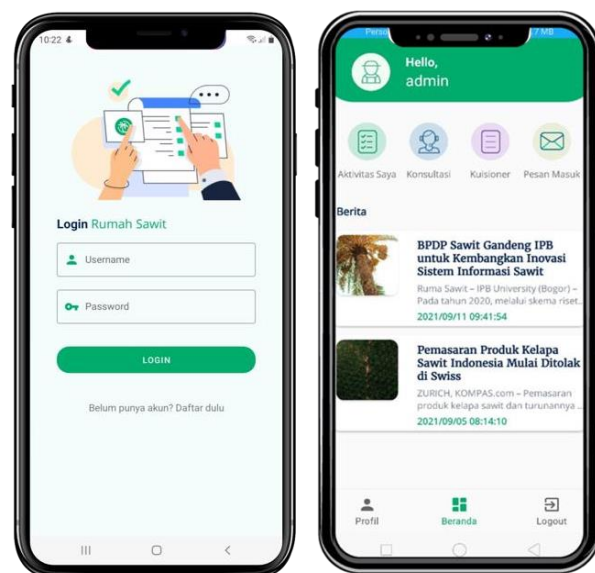 10:22
Login Rumah Sawit
Username
Password
LOGIN
Belum punya akun? Daftar dulu
Hello,
admin
Aktivitas Saya
Konsultasi
Kuisioner
Pesan Masuk
Berita
BPDP Sawit Gandeng IPB
untuk Kembangkan Inovasi
Sistem Informasi Sawit
Ruma Sawit – IPB University (Bogor) –
Pada tahun 2020, melalui skema riset..
2021/09/11 09:41:54
Pemasaran Produk Kelapa
Sawit Indonesia Mulai Ditolak
di Swiss
ZURICH, KOMPAS.com – Pemasaran
produk kelapa sawit dan turunannya ..
2021/09/05 08:14:10
Profil
Beranda
Logout